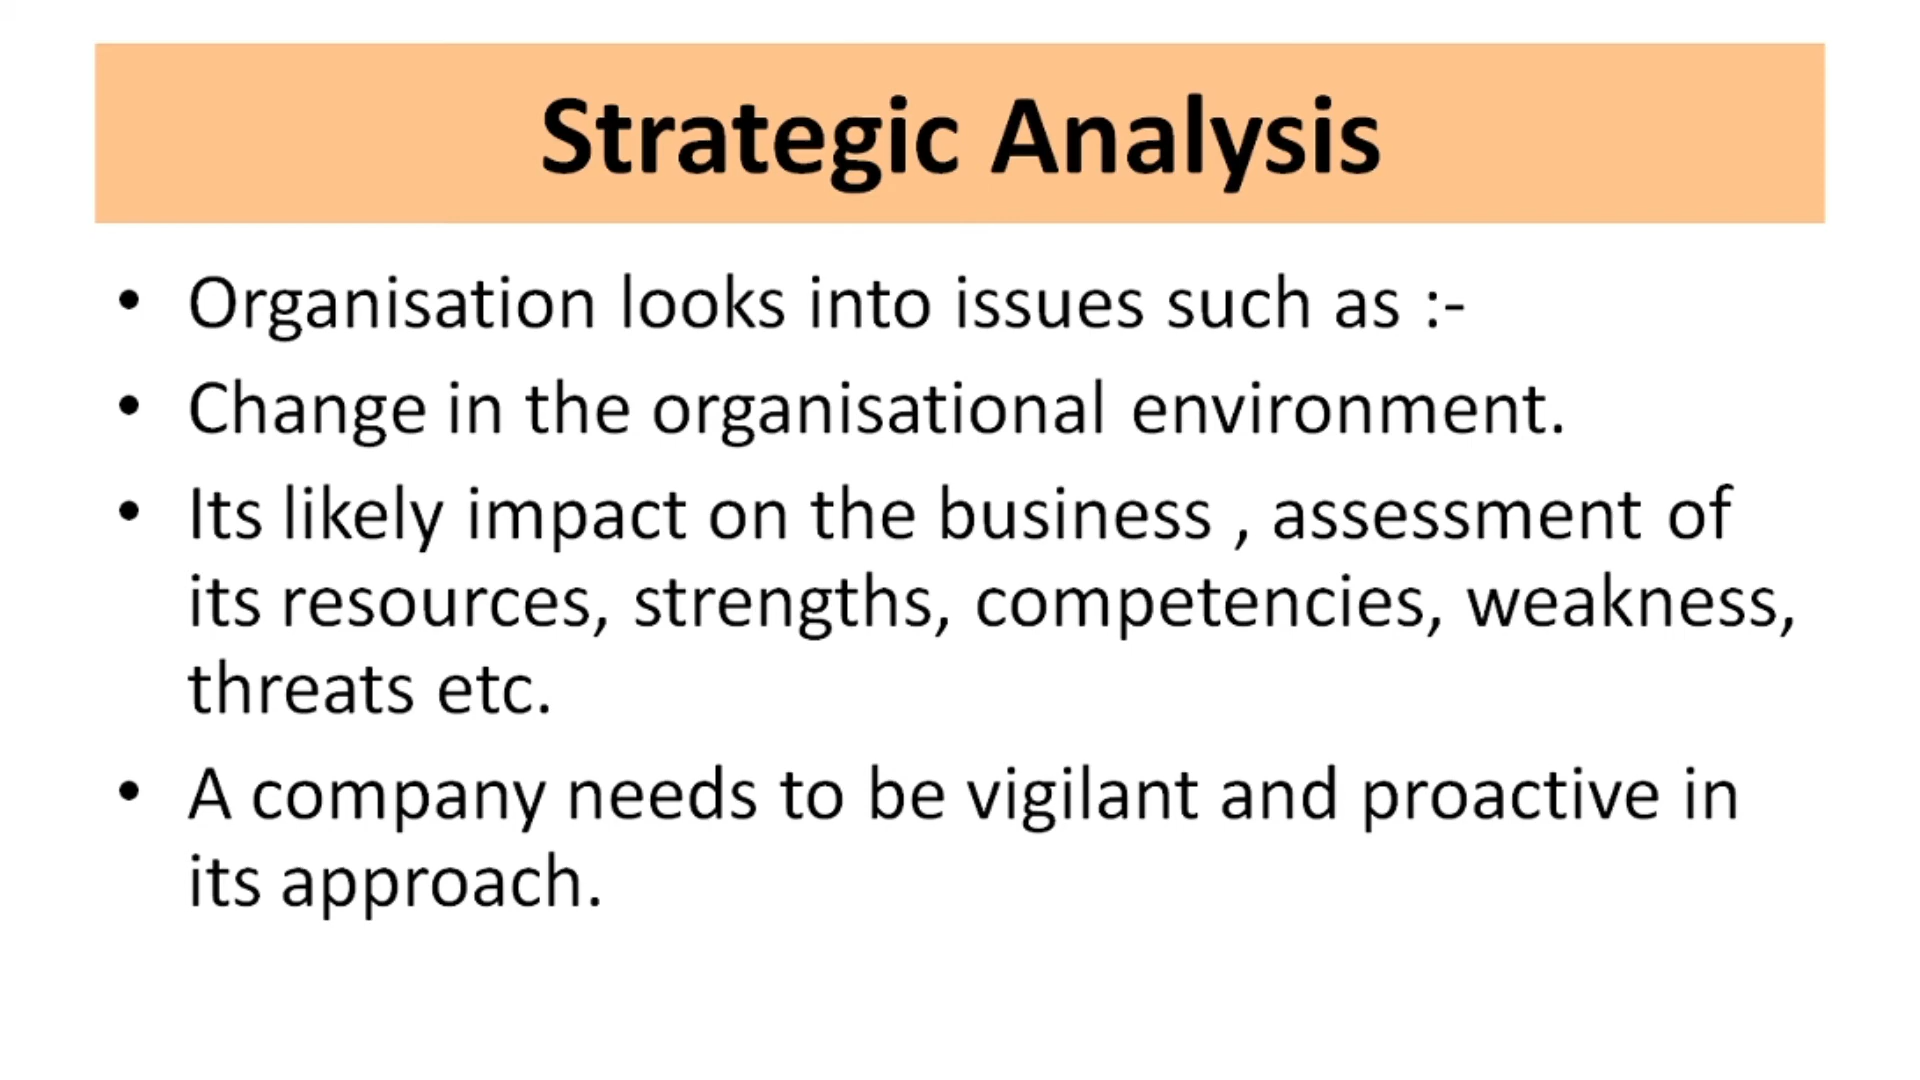 Strategic Analysis
• Organisation looks into issues such as :-
• Change in the organisational environment.
• Its likely impact on the business , assessment of
its resources, strengths, competencies, weakness,
threats etc.
• A company needs to be vigilant and proactive in
its approach.